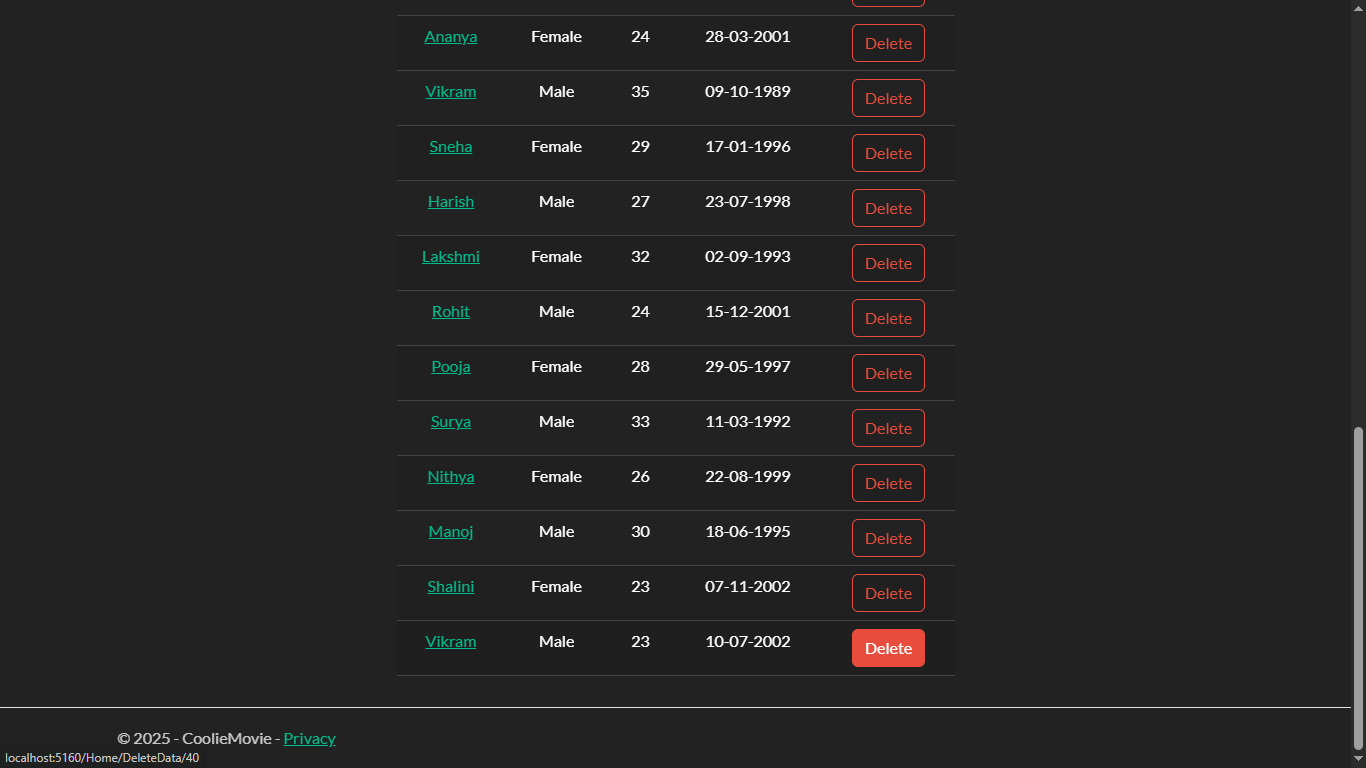 Ananya Female 24 28-03-2001 Delete
Vikram Male 35 09-10-1989 Delete
Sneha Female 29 17-01-1996 Delete
Harish Male 27 23-07-1998 Delete
Lakshmi Female 32 02-09-1993 Delete
Rohit Male 24 15-12-2001 Delete
Pooja Female 28 29-05-1997 Delete
Surya Male 33 11-03-1992 Delete
Nithya Female 26 22-08-1999 Delete
Manoj Male 30 18-06-1995 Delete
Shalini Female 23 07-11-2002 Delete
Vikram Male 23 10-07-2002 Delete
© 2025 - CoolieMovie - Privacy
localhost:5160/Home/DeleteData/40